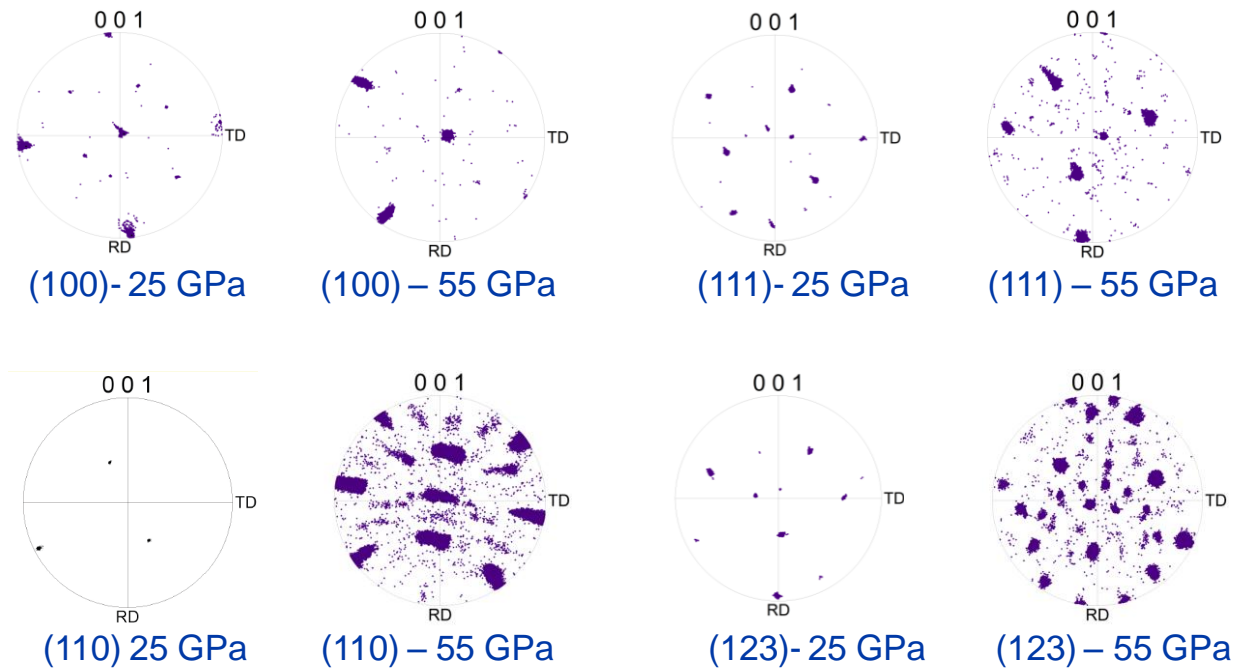 0 0 1
TD
RD
(100)- 25 GPa
0 0 1
TD
RD
(100) – 55 GPa
0 0 1
TD
RD
(111)- 25 GPa
0 0 1
TD
RD
(111) – 55 GPa
0 0 1
TD
RD
(110) 25 GPa
0 0 1
TD
RD
(110) – 55 GPa
0 0 1
TD
RD
(123)- 25 GPa
0 0 1
TD
RD
(123) – 55 GPa